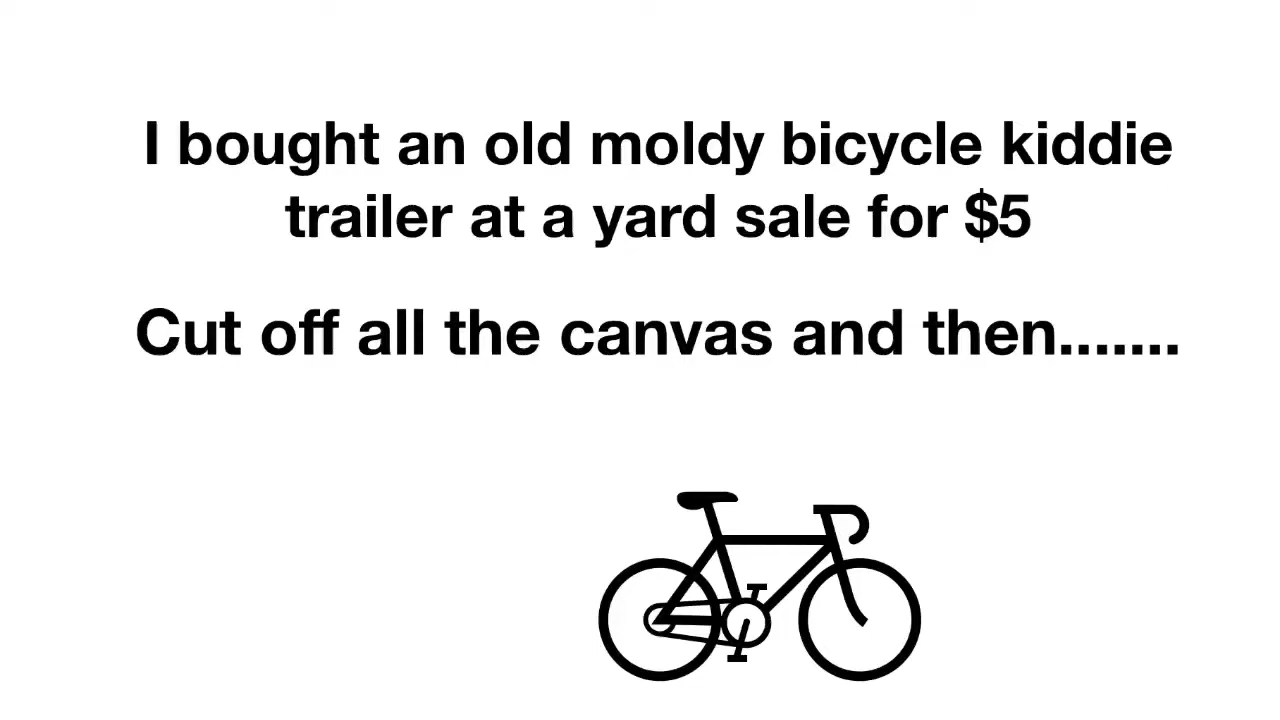 I bought an old moldy bicycle kiddie
trailer at a yard sale for $5
Cut off all the canvas and then.......